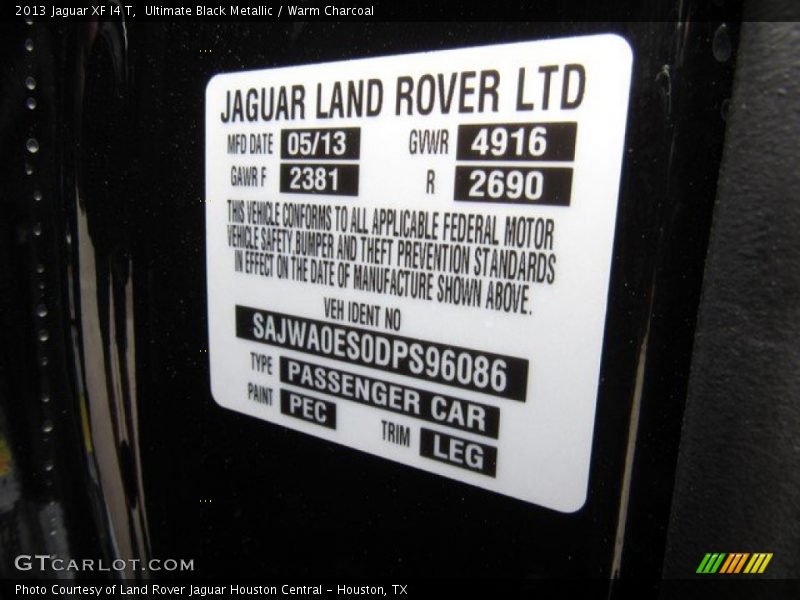 2013 Jaguar XF I4 T, Ultimate Black Metallic / Warm Charcoal
JAGUAR LAND ROVER LTD
MFD DATE 05/13 GVWR 4916
GAWR F 2381 R 2690
THIS VEHICLE CONFORMS TO ALL APPLICABLE FEDERAL MOTOR
VEHICLE SAFETY,BUMPER AND THEFT PREVENTION STANDARDS
IN EFFECT ON THE DATE OF MANUFACTURE SHOWN ABOVE.
VEH IDENT NO
SAJWA0ES0DPS96086
TYPE PASSENGER CAR
PAINT PEC TRIM LEG
GTCARLOT.COM
Photo Courtesy of Land Rover Jaguar Houston Central - Houston, TX